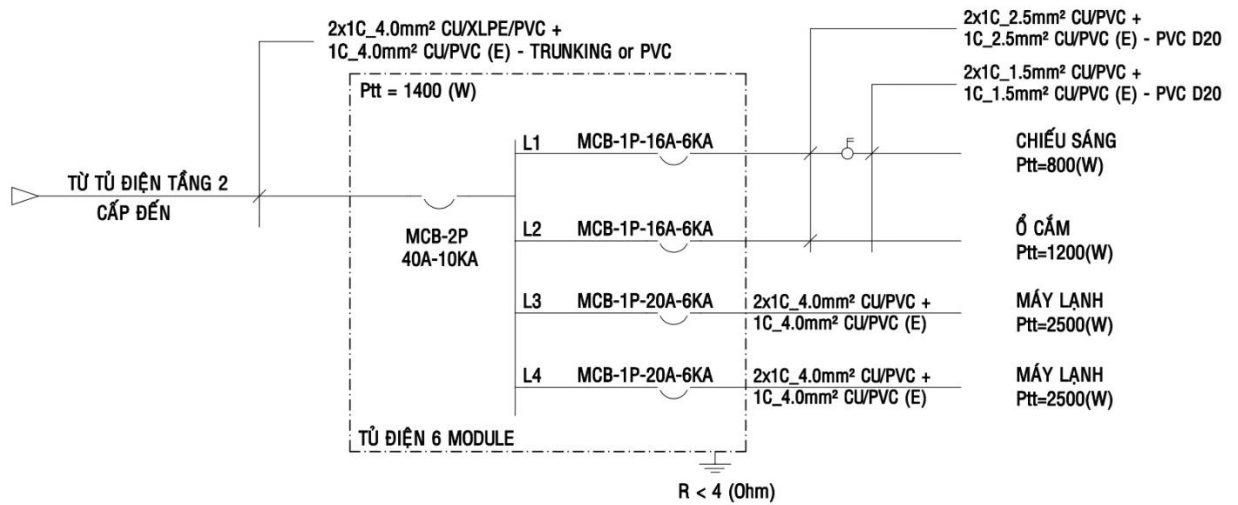 2x1C_4.0mm² CU/XLPE/PVC +
1C_4.0mm² CU/PVC (E) - TRUNKING or PVC
2x1C_2.5mm² CU/PVC +
1C_2.5mm² CU/PVC (E) - PVC D20
2x1C_1.5mm² CU/PVC +
1C_1.5mm² CU/PVC (E) - PVC D20
Ptt = 1400 (W)
TỪ TỦ ĐIỆN TẦNG 2
CẤP ĐẾN
MCB-2P
40A-10KA
L1 MCB-1P-16A-6KA
CHIẾU SÁNG
Ptt=800(W)
L2 MCB-1P-16A-6KA
Ổ CẮM
Ptt=1200(W)
L3 MCB-1P-20A-6KA
2x1C_4.0mm² CU/PVC +
1C_4.0mm² CU/PVC (E)
MÁY LẠNH
Ptt=2500(W)
L4 MCB-1P-20A-6KA
2x1C_4.0mm² CU/PVC +
1C_4.0mm² CU/PVC (E)
MÁY LẠNH
Ptt=2500(W)
TỦ ĐIỆN 6 MODULE
R < 4 (Ohm)